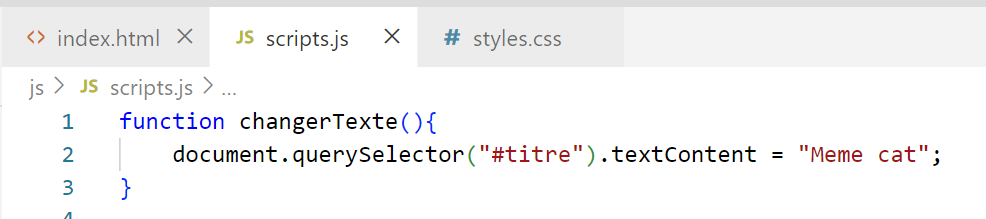 <> index.html × JS scripts.js × # styles.css
js > JS scripts.js > ...
1 function changerTexte(){
2 document.querySelector("#titre").textContent = "Meme cat";
3 }
4